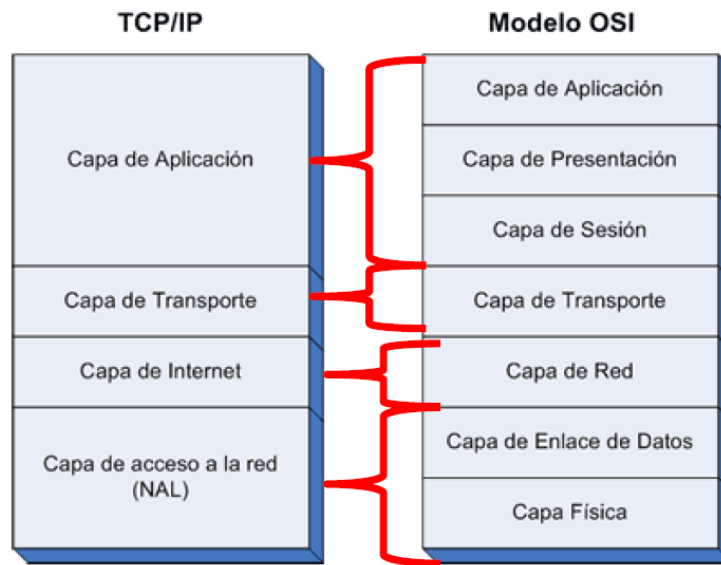 TCP/IP
Capa de Aplicación
Capa de Transporte
Capa de Internet
Capa de acceso a la red
(NAL)
Modelo OSI
Capa de Aplicación
Capa de Presentación
Capa de Sesión
Capa de Transporte
Capa de Red
Capa de Enlace de Datos
Capa Física